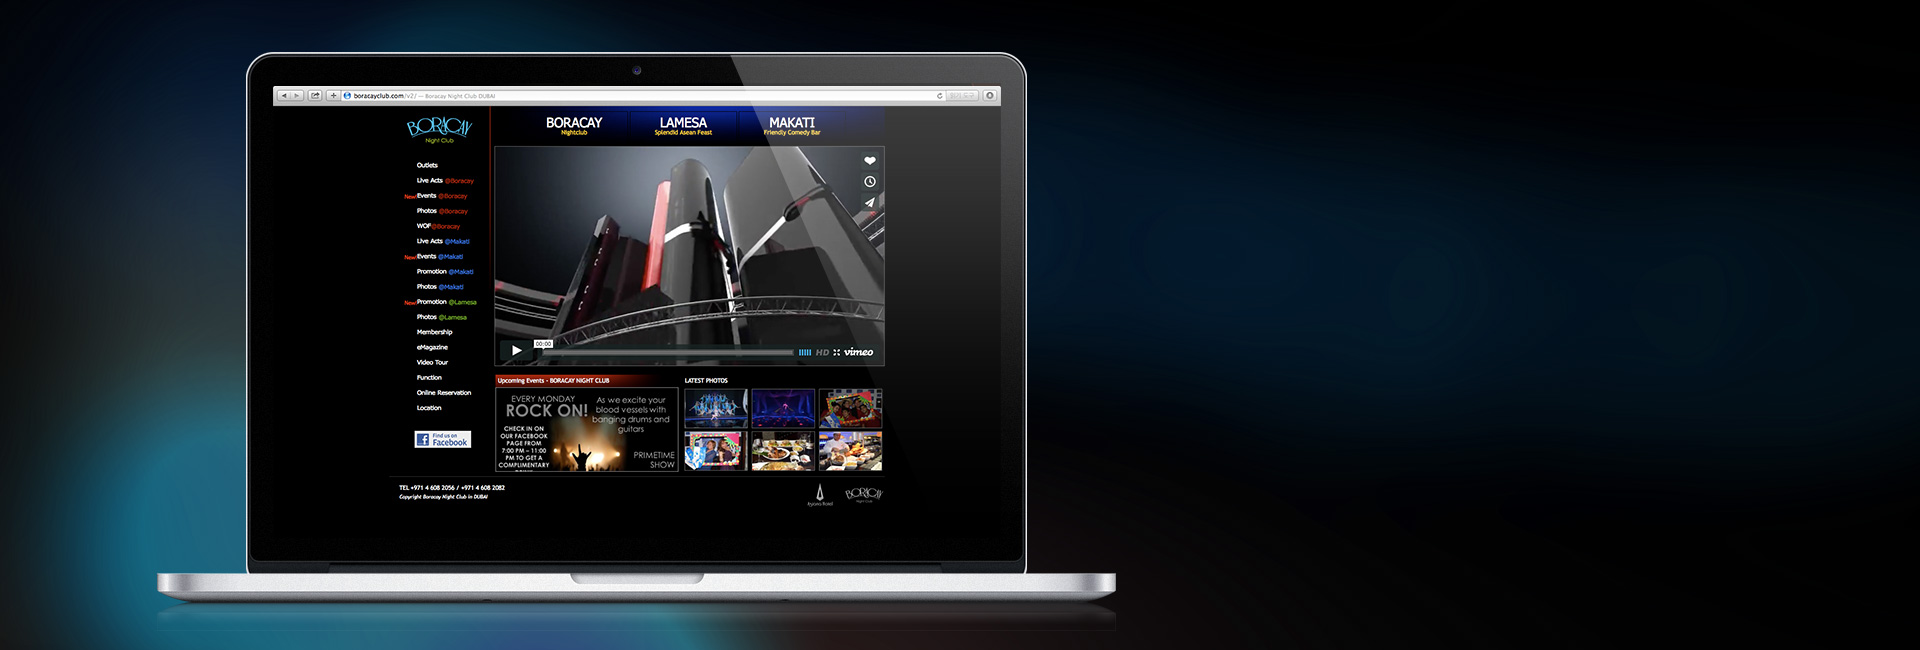 boracayclub.com/v2/ — Boracay Night Club DUBAI
BORACAY
Night Club
BORACAY
Nightclub
LAMESA
Splendid Asean Feast
MAKATI
Friendly Comedy Bar
Outlets
Live Acts @Boracay
New! Events @Boracay
Photos @Boracay
WOF @Boracay
Live Acts @Makati
New! Events @Makati
Promotion @Makati
Photos @Makati
New! Promotion @Lamesa
Photos @Lamesa
Membership
eMagazine
Video Tour
Function
Online Reservation
Location
Find us on
Facebook
00:00
HD vimeo
Upcoming Events - BORACAY NIGHT CLUB
EVERY MONDAY
ROCK ON!
CHECK IN ON
OUR FACEBOOK
PAGE FROM
7:00 PM – 11:00
PM TO GET A
COMPLIMENTARY
As we excite your
blood vessels with
banging drums and
guitars
PRIMETIME
SHOW
LATEST PHOTOS
TEL +971 4 608 2056 / +971 4 608 2082
Copyright Boracay Night Club in DUBAI
BORACAY
Night Club